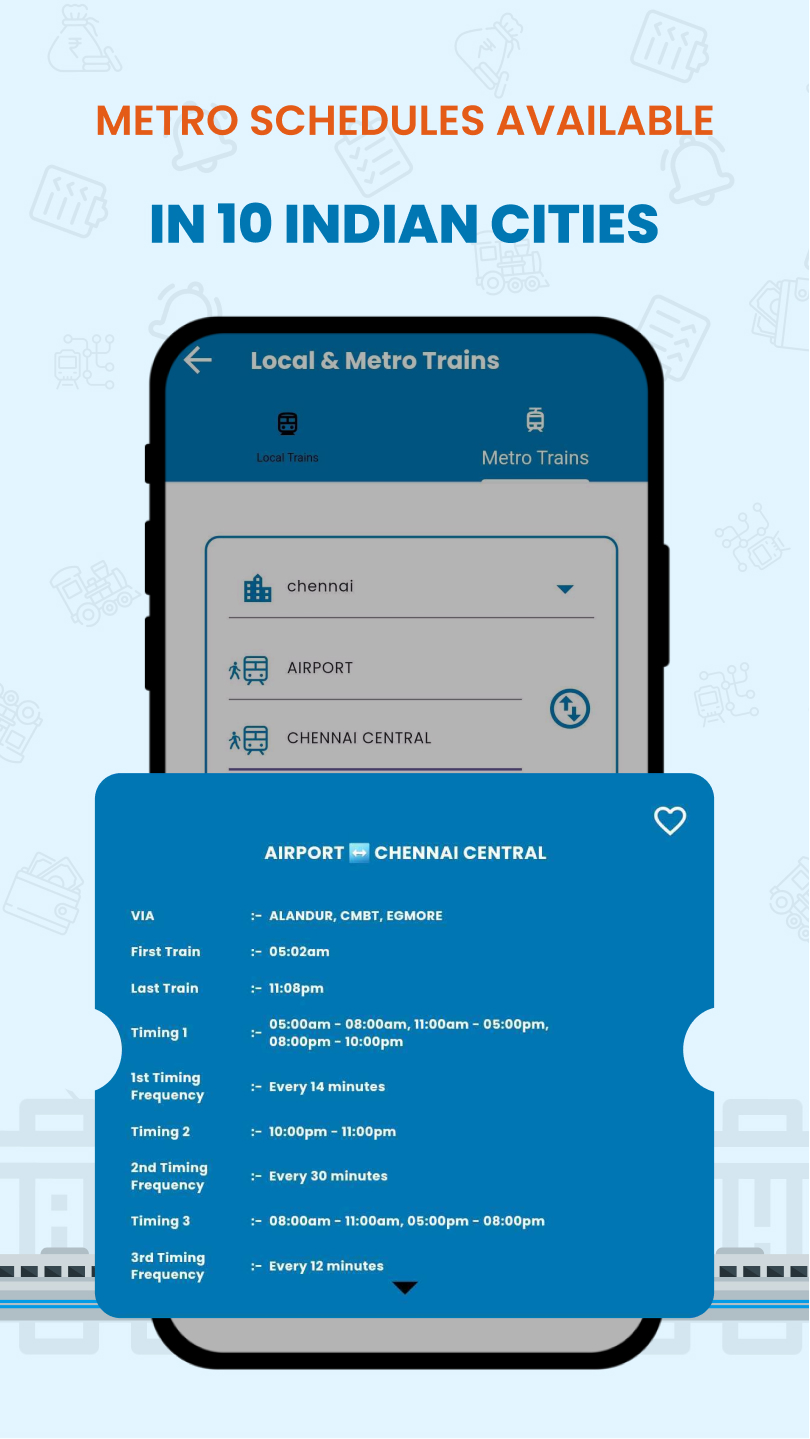 METRO SCHEDULES AVAILABLE
IN 10 INDIAN CITIES
Local & Metro Trains
Local Trains
Metro Trains
chennai
AIRPORT
CHENNAI CENTRAL
AIRPORT ↔ CHENNAI CENTRAL
VIA :- ALANDUR, CMBT, EGMORE
First Train :- 05:02am
Last Train :- 11:08pm
Timing 1 :- 05:00am - 08:00am, 11:00am - 05:00pm,
08:00pm - 10:00pm
1st Timing
Frequency :- Every 14 minutes
Timing 2 :- 10:00pm - 11:00pm
2nd Timing
Frequency :- Every 30 minutes
Timing 3 :- 08:00am - 11:00am, 05:00pm - 08:00pm
3rd Timing
Frequency :- Every 12 minutes